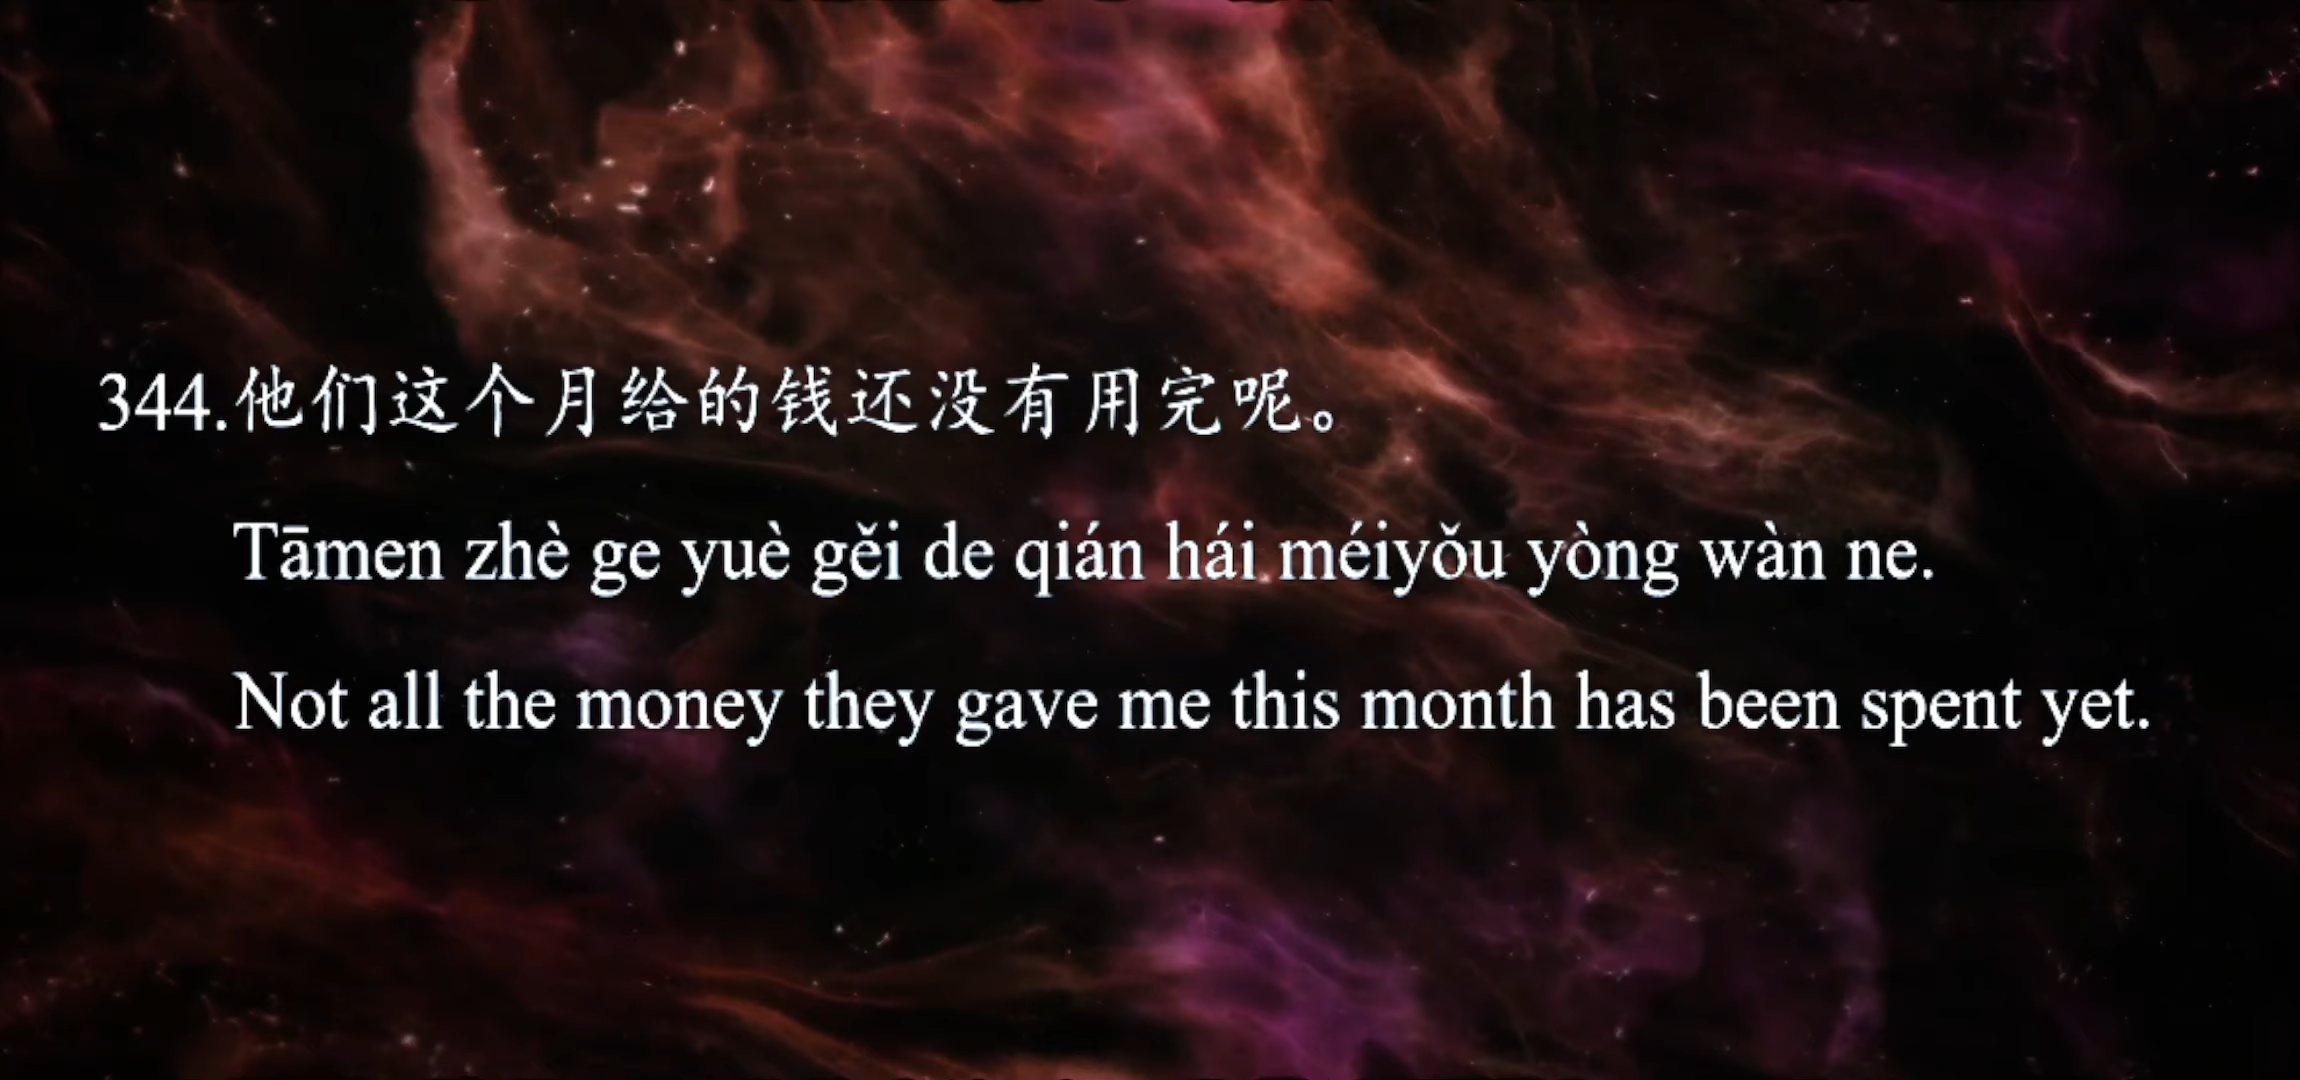 344.他们这个月给的钱还没有用完呢。
Tāmen zhè ge yuè gěi de qián hái méiyǒu yòng wàn ne.
Not all the money they gave me this month has been spent yet.